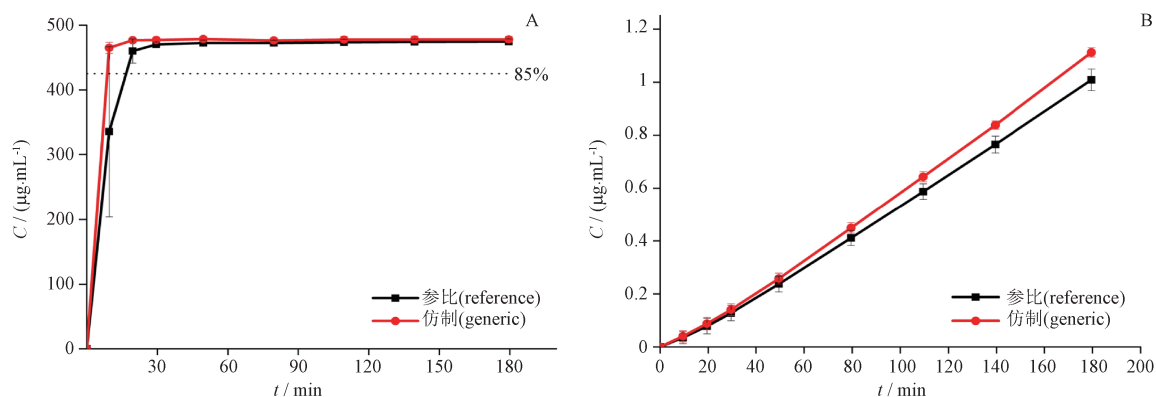 A
500
400
300
200
100
0
C / (μg·mL⁻¹)
85%
参比(reference)
仿制(generic)
30 60 90 120 150 180
t / min
B
1.2
1
0.8
0.6
0.4
0.2
0
C / (μg·mL⁻¹)
参比(reference)
仿制(generic)
0 20 40 60 80 100 120 140 160 180 200
t / min